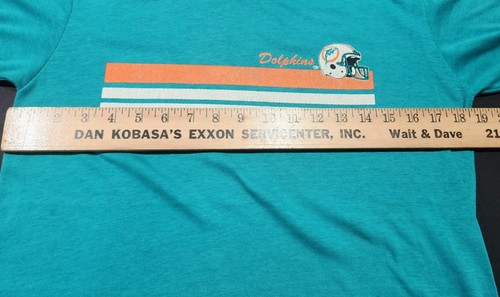 Dolphins
1 2 3 4 5 6 7 8 9 10 11 12 13 14 15 16 17 18 19
DAN KOBASA'S EXXON SERVICENTER, INC. Wait & Dave 21